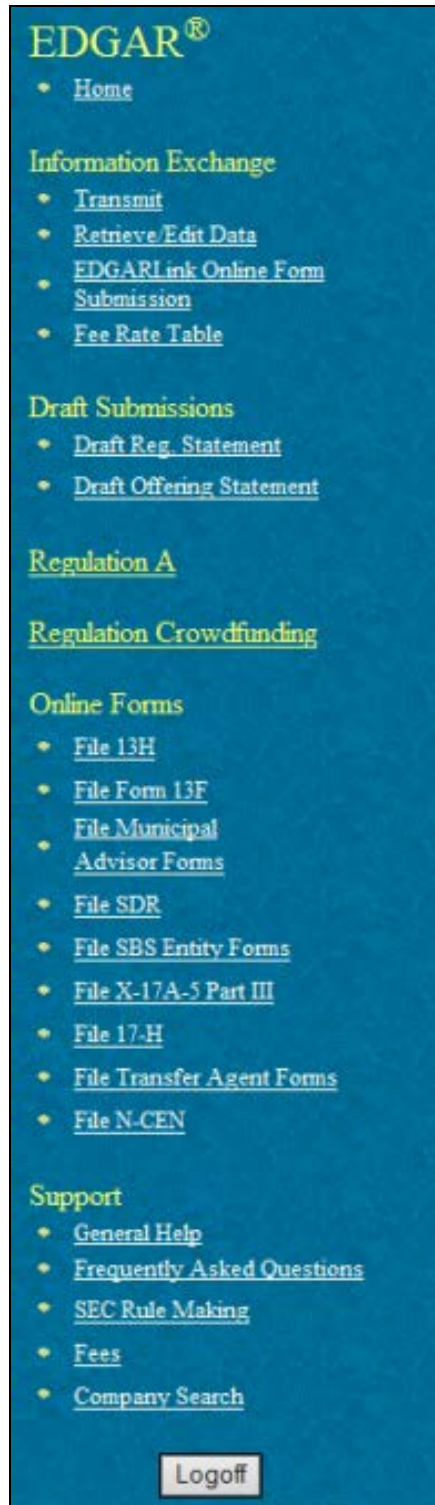 EDGAR®
Home
Information Exchange
Transmit
Retrieve/Edit Data
EDGARLink Online Form
Submission
Fee Rate Table
Draft Submissions
Draft Reg. Statement
Draft Offering Statement
Regulation A
Regulation Crowdfunding
Online Forms
File 13H
File Form 13F
File Municipal
Advisor Forms
File SDR
File SBS Entity Forms
File X-17A-5 Part III
File 17-H
File Transfer Agent Forms
File N-CEN
Support
General Help
Frequently Asked Questions
SEC Rule Making
Fees
Company Search
Logoff